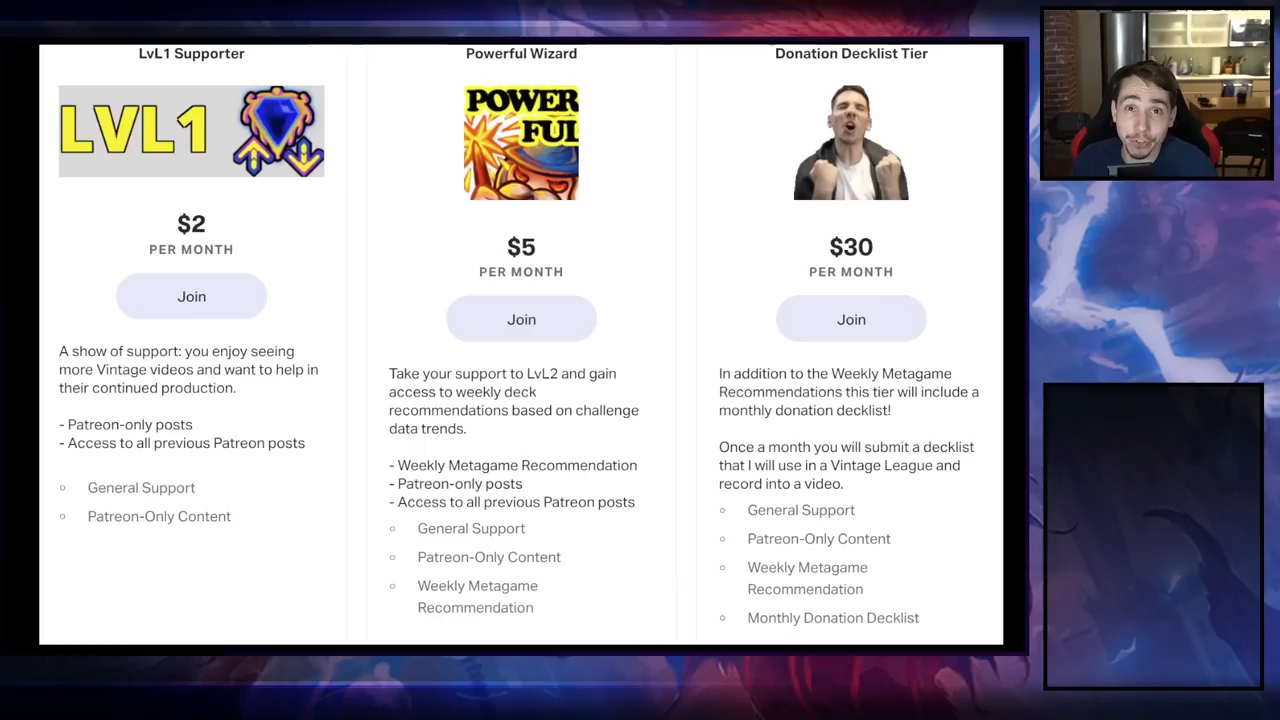 LvL1 Supporter
LVL1
$2
PER MONTH
Join
A show of support: you enjoy seeing
more Vintage videos and want to help in
their continued production.
- Patreon-only posts
- Access to all previous Patreon posts
General Support
Patreon-Only Content
Powerful Wizard
POWER
FUL
$5
PER MONTH
Join
Take your support to LvL2 and gain
access to weekly deck
recommendations based on challenge
data trends.
- Weekly Metagame Recommendation
- Patreon-only posts
- Access to all previous Patreon posts
General Support
Patreon-Only Content
Weekly Metagame
Recommendation
Donation Decklist Tier
$30
PER MONTH
Join
In addition to the Weekly Metagame
Recommendations this tier will include a
monthly donation decklist!
Once a month you will submit a decklist
that I will use in a Vintage League and
record into a video.
General Support
Patreon-Only Content
Weekly Metagame
Recommendation
Monthly Donation Decklist